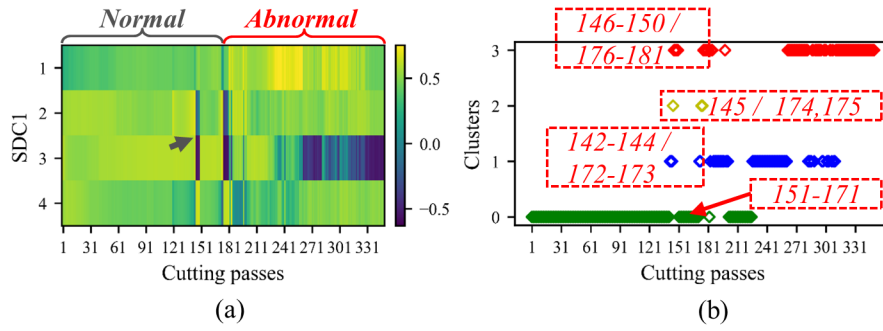 Normal Abnormal
1
2
3
4
SDC1
0.5
0.0
−0.5
1 31 61 91 121 151 181 211 241 271 301 331
Cutting passes
(a)
146-150 /
176-181
145 / 174,175
142-144 /
172-173
151-171
3
2
1
0
Clusters
1 31 61 91 121 151 181 211 241 271 301 331
Cutting passes
(b)